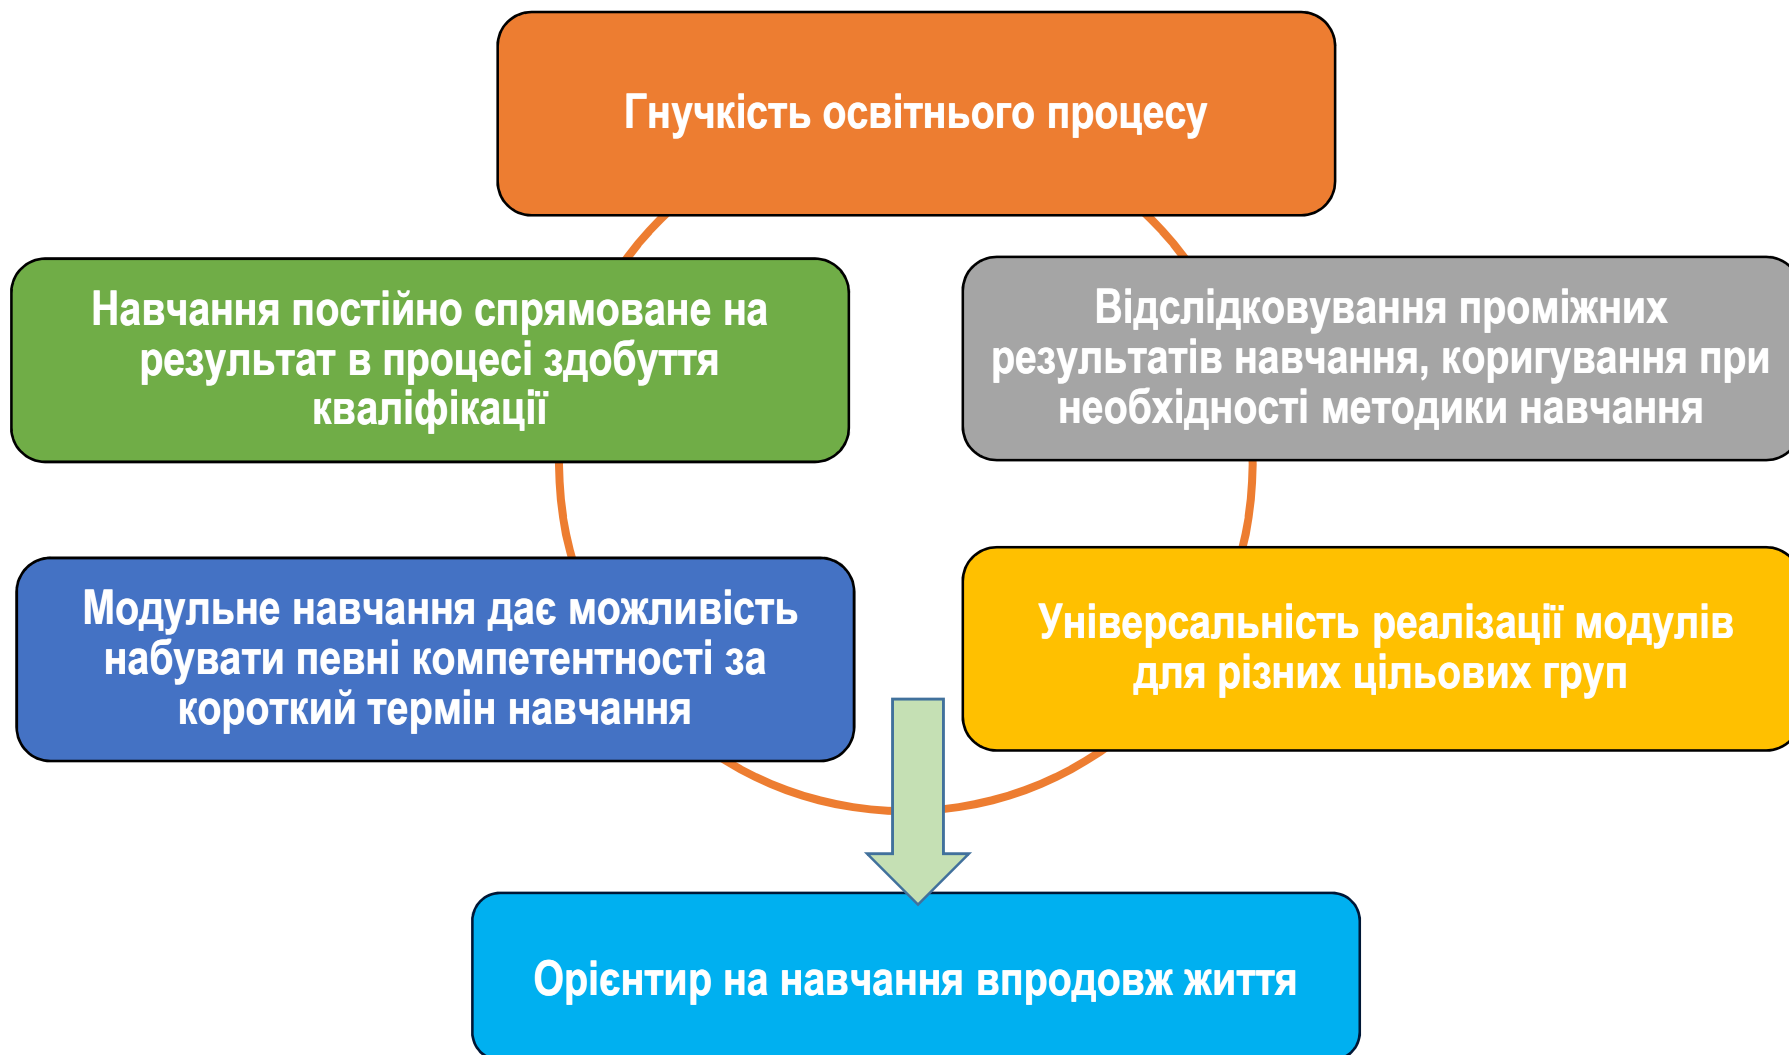 Гнучкість освітнього процесу
Навчання постійно спрямоване на
результат в процесі здобуття
кваліфікації
Відслідковування проміжних
результатів навчання, коригування при
необхідності методики навчання
Модульне навчання дає можливість
набувати певні компетентності за
короткий термін навчання
Універсальність реалізації модулів
для різних цільових груп
Орієнтир на навчання впродовж життя